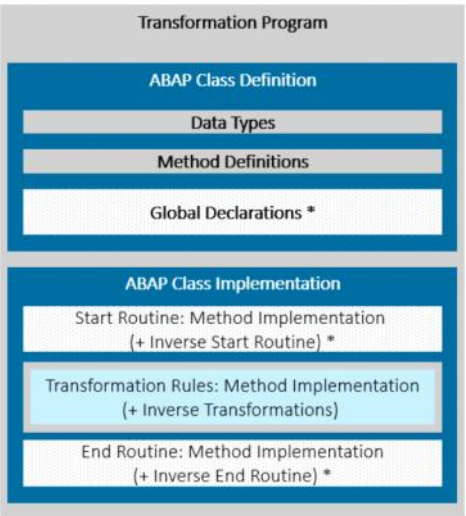 Transformation Program
ABAP Class Definition
Data Types
Method Definitions
Global Declarations *
ABAP Class Implementation
Start Routine: Method Implementation
(+ Inverse Start Routine) *
Transformation Rules: Method Implementation
(+ Inverse Transformations)
End Routine: Method Implementation
(+ Inverse End Routine) *